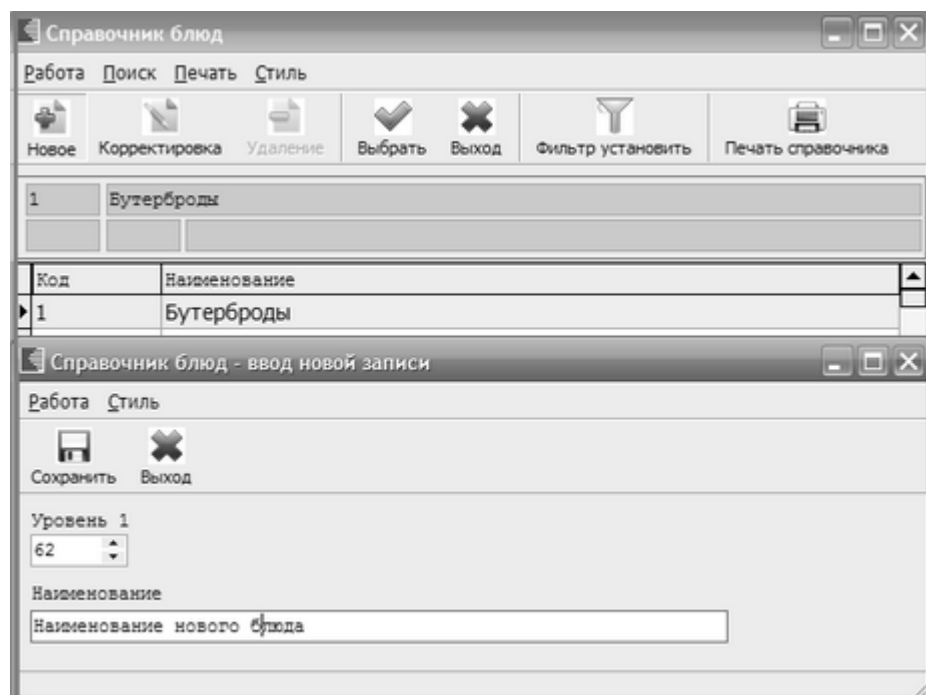 Справочник блюд
Работа Поиск Печать Стиль
Новое Корректировка Удаление Выбрать Выход Фильтр установить Печать справочника
1 Бутерброды
Код Наименование
1 Бутерброды
Справочник блюд - ввод новой записи
Работа Стиль
Сохранить Выход
Уровень 1
62
Наименование
Наименование нового блюда